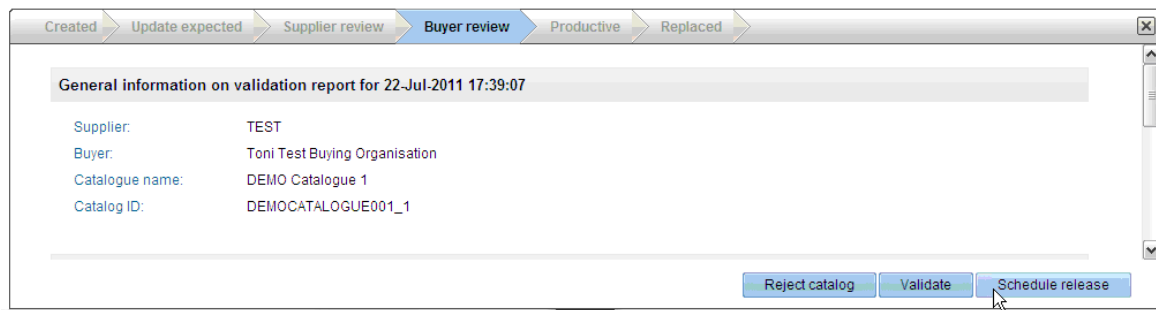 Created Update expected Supplier review Buyer review Productive Replaced
General information on validation report for 22-Jul-2011 17:39:07
Supplier: TEST
Buyer: Toni Test Buying Organisation
Catalogue name: DEMO Catalogue 1
Catalog ID: DEMOCATALOGUE001_1
Reject catalog Validate Schedule release